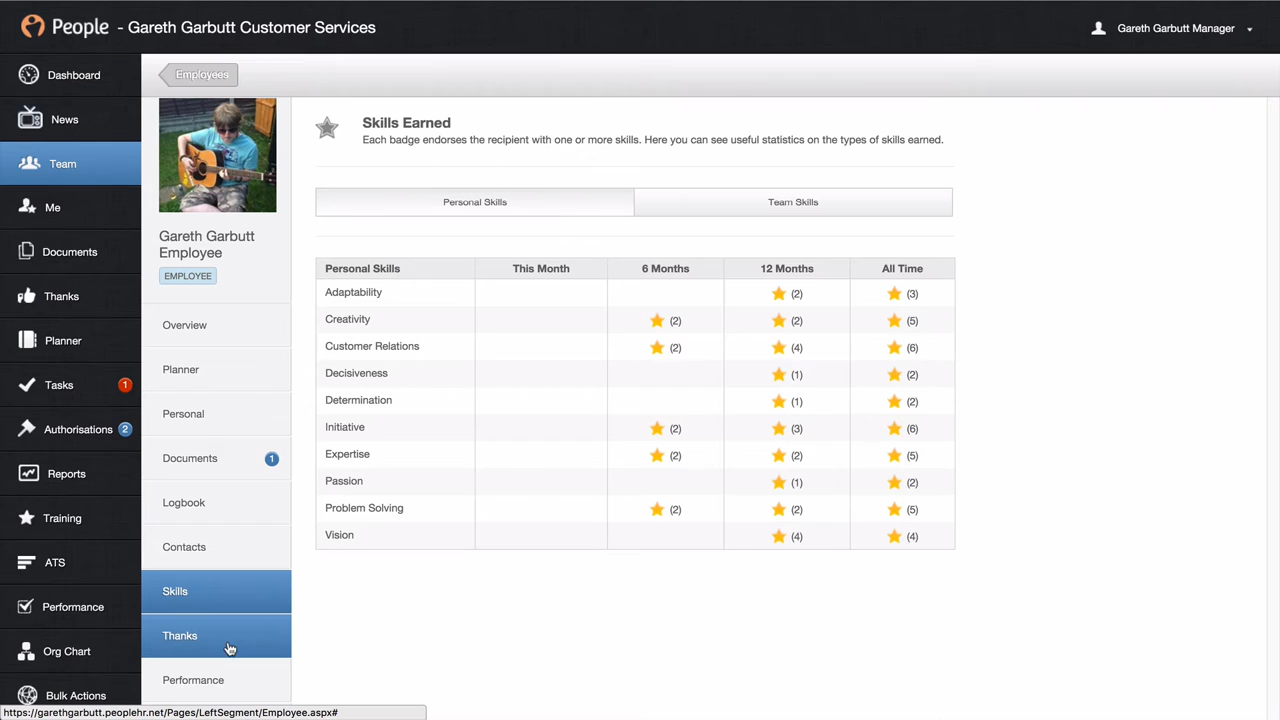 People - Gareth Garbutt Customer Services
Gareth Garbutt Manager
Dashboard
News
Team
Me
Documents
Thanks
Planner
Tasks 1
Authorisations 2
Reports
Training
ATS
Performance
Org Chart
Bulk Actions
Employees
Gareth Garbutt
Employee
EMPLOYEE
Overview
Planner
Personal
Documents 1
Logbook
Contacts
Skills
Thanks
Performance
Skills Earned
Each badge endorses the recipient with one or more skills. Here you can see useful statistics on the types of skills earned.
Personal Skills Team Skills
Personal Skills This Month 6 Months 12 Months All Time
Adaptability (2) (3)
Creativity (2) (2) (5)
Customer Relations (2) (4) (6)
Decisiveness (1) (2)
Determination (1) (2)
Initiative (2) (3) (6)
Expertise (2) (2) (5)
Passion (1) (2)
Problem Solving (2) (2) (5)
Vision (4) (4)
https://garethgarbutt.peoplehr.net/Pages/LeftSegment/Employee.aspx#